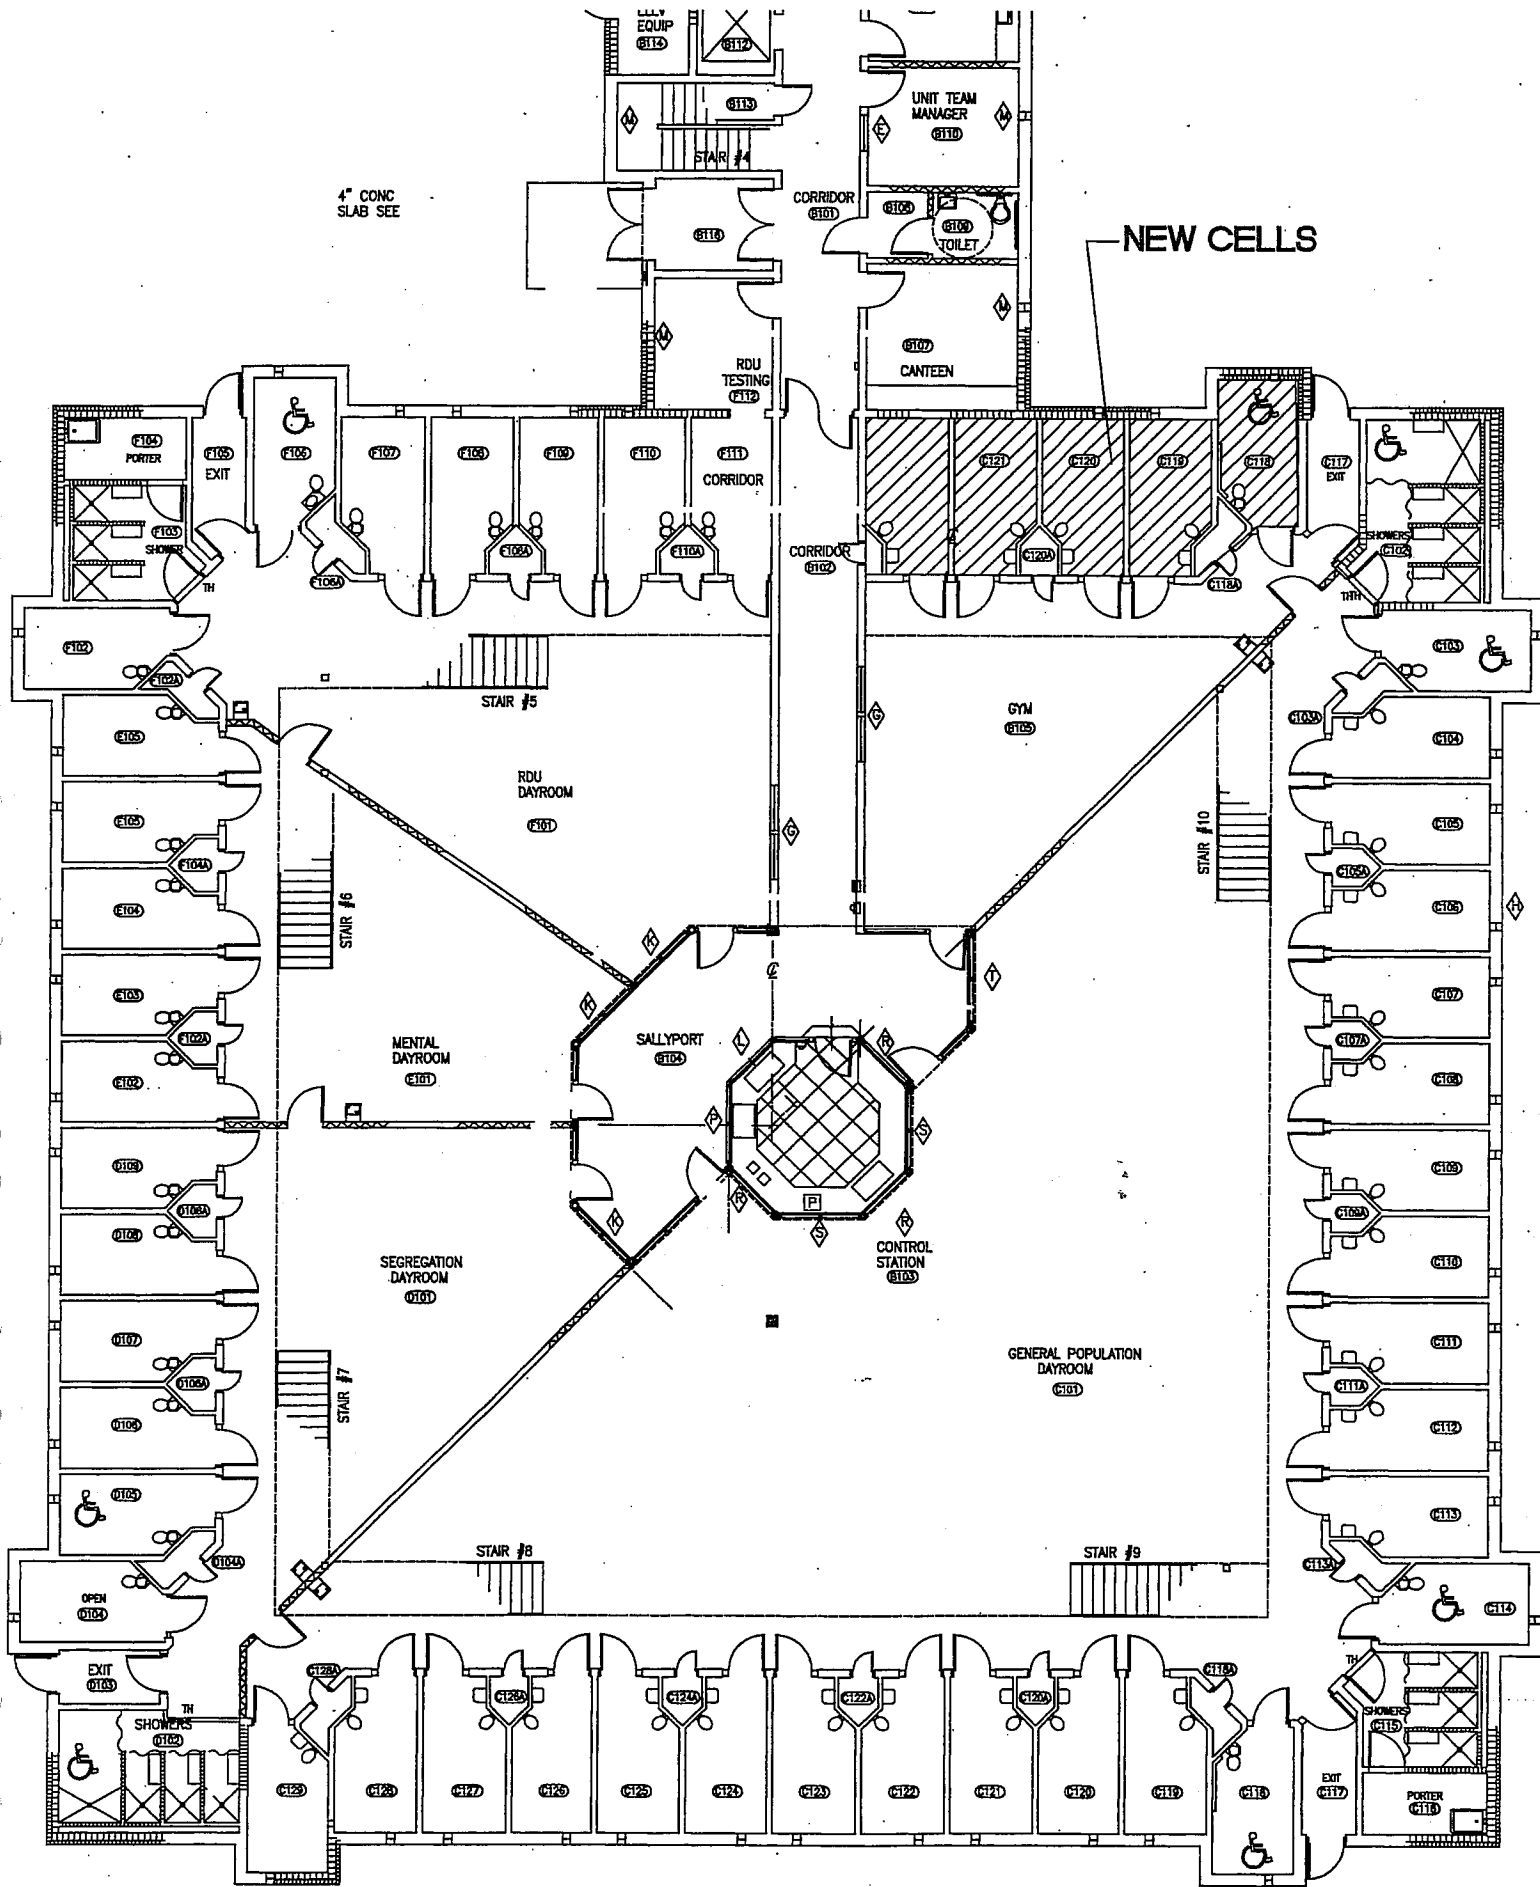 EQUIP
B114
B112
B113
M
STAIR #4
UNIT TEAM
MANAGER
B110
M
E
4" CONC
SLAB SEE
CORRIDOR
B101
B109
TOILET
B116
NEW CELLS
M
M
B107
CANTEEN
RDU
TESTING
F112
F104
PORTER
F105
EXIT
F106
F107
F108
F109
F110
F111
CORRIDOR
C121
C120
C119
C118
C117
EXIT
F103
SHOWER
TH
F106A
F108A
F110A
CORRIDOR
B102
C120A
C118A
SHOWERS
C102
THTH
F102
F102A
C103
C103A
STAIR #5
GYM
B105
G
E105
C104
RDU
DAYROOM
F101
G
STAIR #10
E105
F104A
E104
C105
C105A
C106
H
STAIR #6
K
K
T
E103
F102A
E102
C107
C107A
C108
MENTAL
DAYROOM
E101
SALLYPORT
B104
L
R
P
S
D109
D108A
D108
C109
C109A
C110
R
P
S
K
R
CONTROL
STATION
B103
SEGREGATION
DAYROOM
D101
GENERAL POPULATION
DAYROOM
C101
D107
D106A
D106
STAIR #7
C111
C111A
C112
D105
D104A
C113
C113A
STAIR #8
STAIR #9
OPEN
D104
C114
EXIT
D103
TH
SHOWERS
D102
C128A
C126A
C124A
C122A
C120A
C118A
TH
SHOWERS
C115
C129
C128
C127
C126
C125
C124
C123
C122
C121
C120
C119
C118
EXIT
C117
PORTER
C116